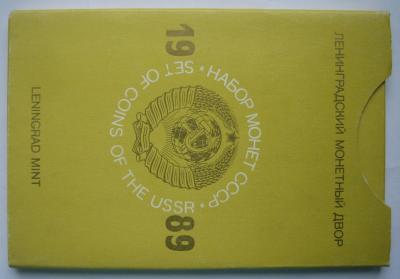 ЛЕНИНГРАДСКИЙ МОНЕТНЫЙ ДВОР
19 89
НАБОР МОНЕТ СССР •
SET OF COINS OF THE USSR •
LENINGRAD MINT